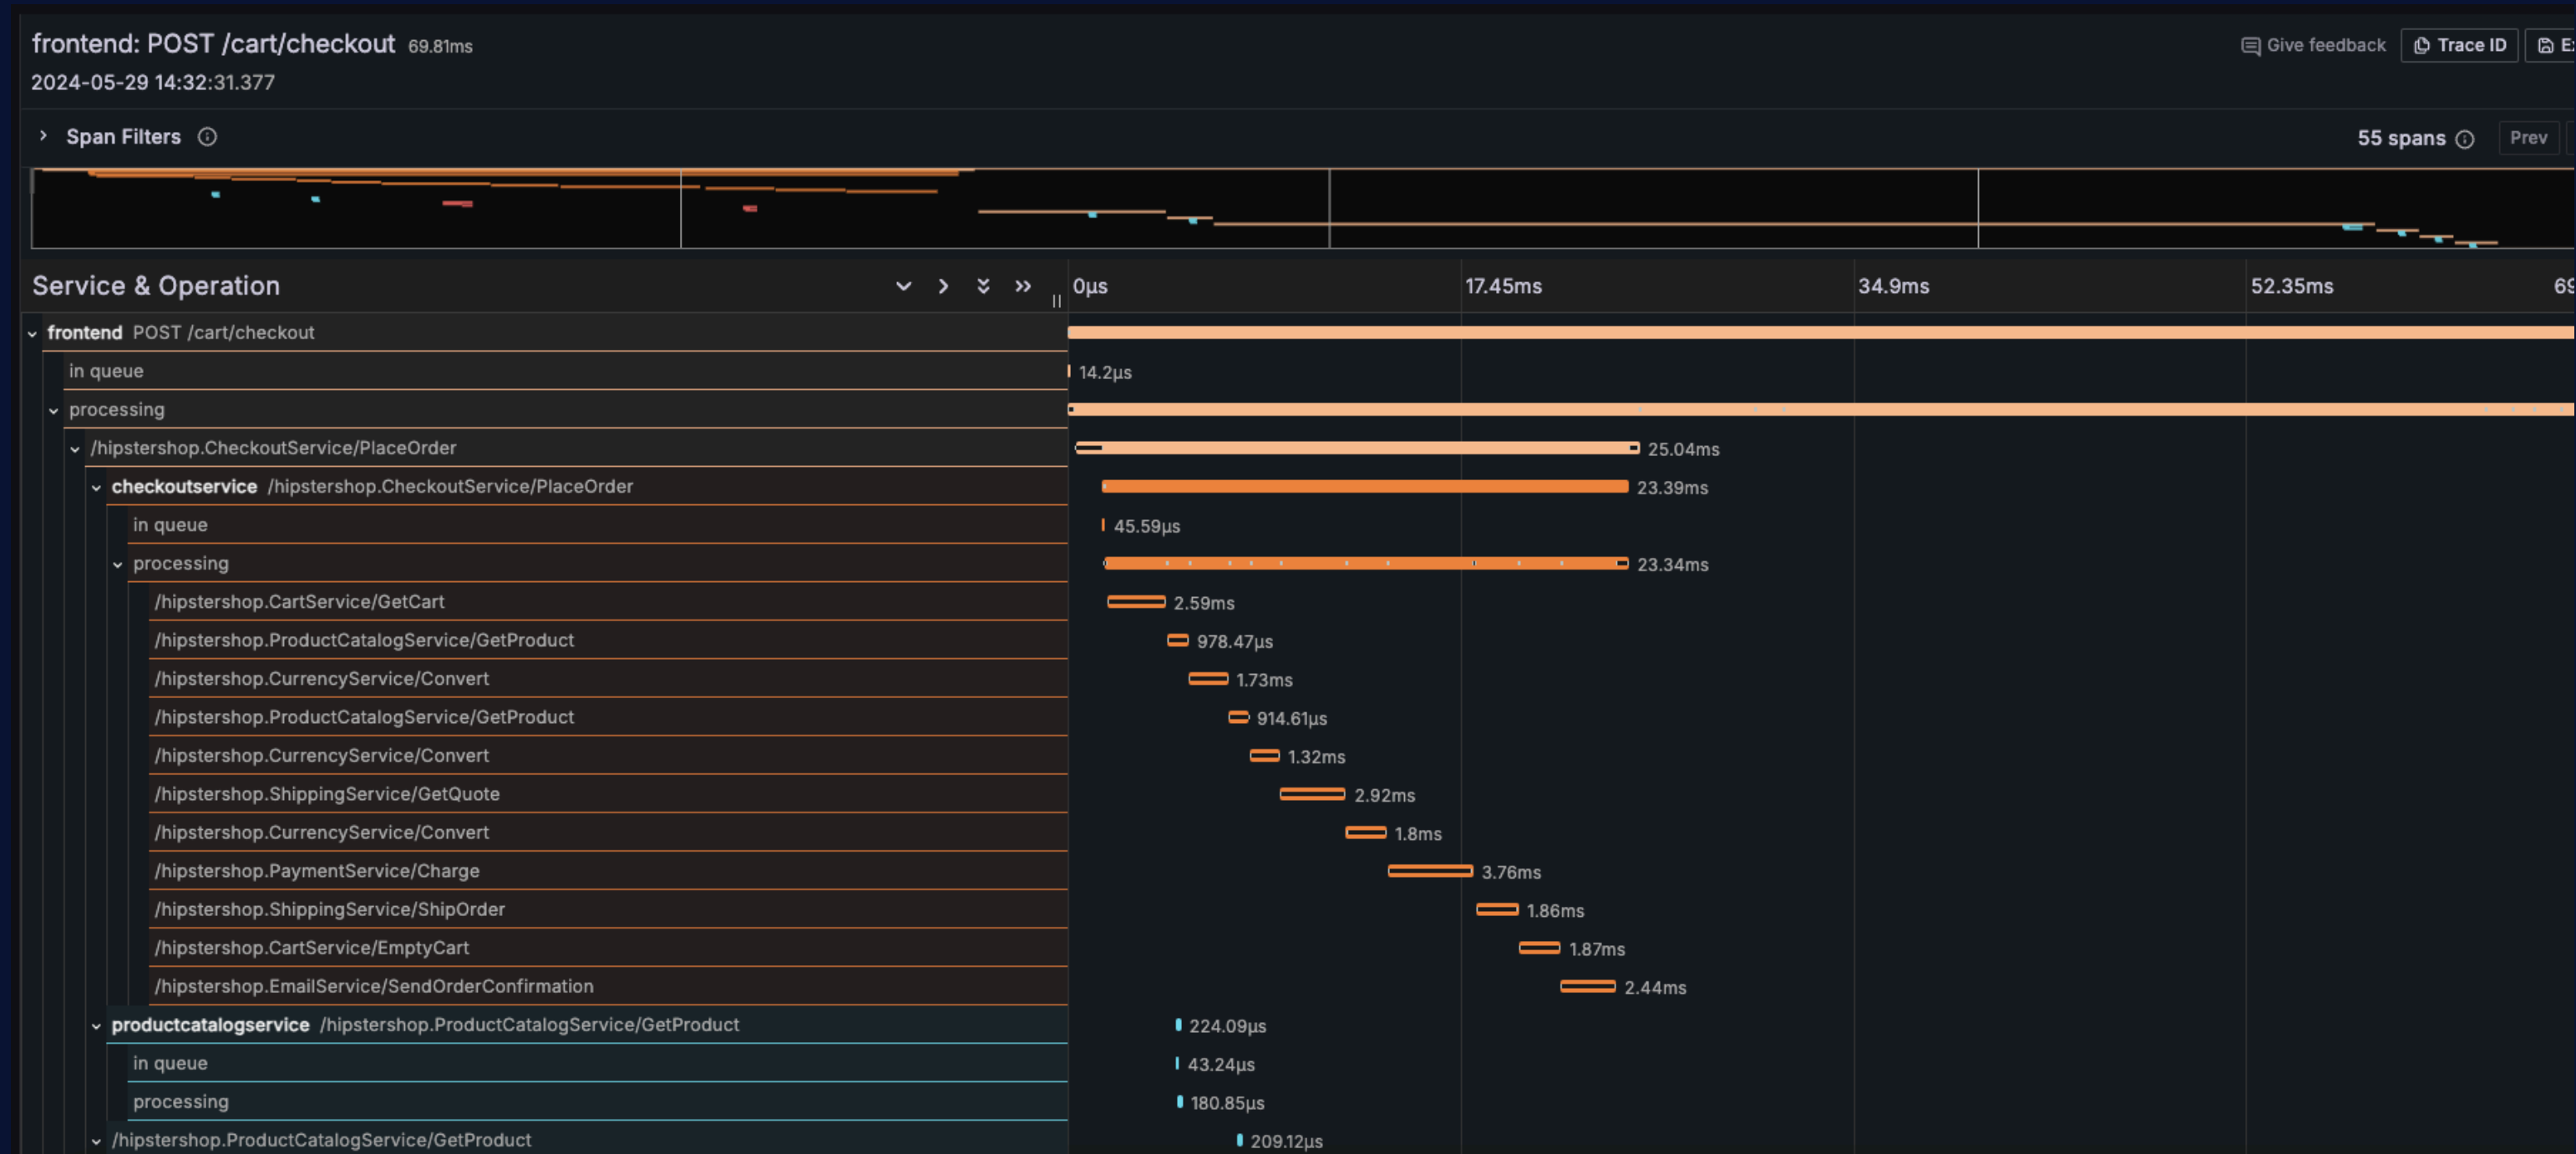 frontend: POST /cart/checkout 69.81ms
Give feedback Trace ID
2024-05-29 14:32:31.377
Span Filters 55 spans Prev
Service & Operation 0μs 17.45ms 34.9ms 52.35ms
frontend POST /cart/checkout
in queue 14.2μs
processing
/hipstershop.CheckoutService/PlaceOrder 25.04ms
checkoutservice /hipstershop.CheckoutService/PlaceOrder 23.39ms
in queue 45.59μs
processing 23.34ms
/hipstershop.CartService/GetCart 2.59ms
/hipstershop.ProductCatalogService/GetProduct 978.47μs
/hipstershop.CurrencyService/Convert 1.73ms
/hipstershop.ProductCatalogService/GetProduct 914.61μs
/hipstershop.CurrencyService/Convert 1.32ms
/hipstershop.ShippingService/GetQuote 2.92ms
/hipstershop.CurrencyService/Convert 1.8ms
/hipstershop.PaymentService/Charge 3.76ms
/hipstershop.ShippingService/ShipOrder 1.86ms
/hipstershop.CartService/EmptyCart 1.87ms
/hipstershop.EmailService/SendOrderConfirmation 2.44ms
productcatalogservice /hipstershop.ProductCatalogService/GetProduct 224.09μs
in queue 43.24μs
processing 180.85μs
/hipstershop.ProductCatalogService/GetProduct 209.12μs